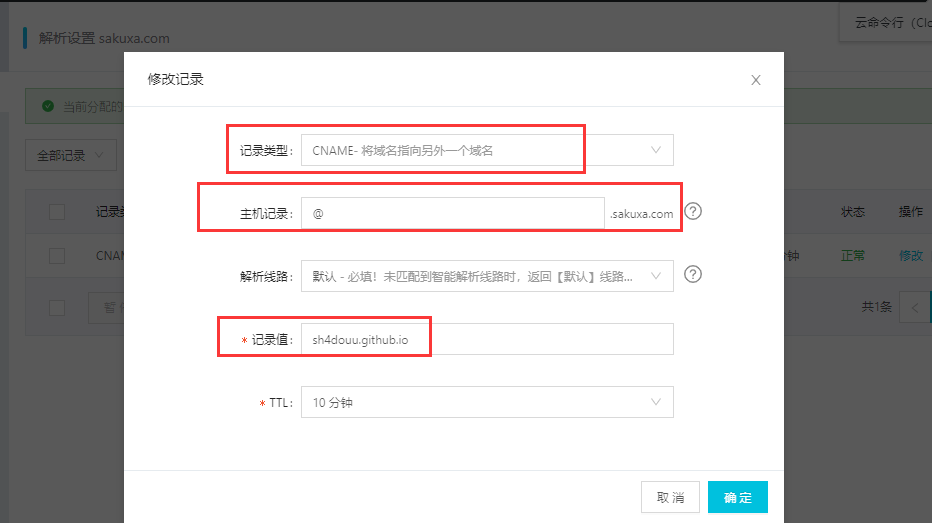 解析设置 sakuxa.com
云命令行（Clo
修改记录
当前分配的
记录类型：
CNAME- 将域名指向另外一个域名
全部记录
主机记录：
@
.sakuxa.com
记录类
状态
操作
CNAM
钟
正常
修改
解析线路：
默认 - 必填！未匹配到智能解析线路时，返回【默认】线路...
暂
共1条
* 记录值：
sh4douu.github.io
* TTL：
10 分钟
取 消
确 定